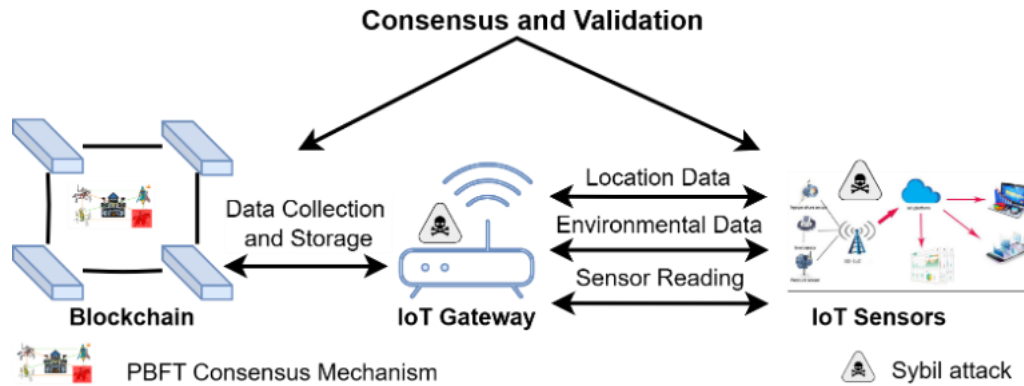 Consensus and Validation
Data Collection
and Storage
Location Data
Environmental Data
Sensor Reading
Blockchain
IoT Gateway
IoT Sensors
PBFT Consensus Mechanism
Sybil attack